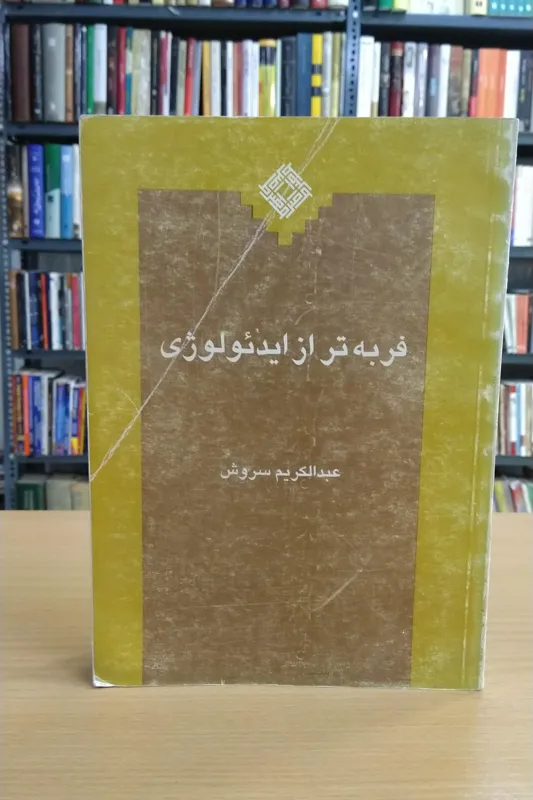 فربه تر از ایدئولوژی
عبدالکریم سروش